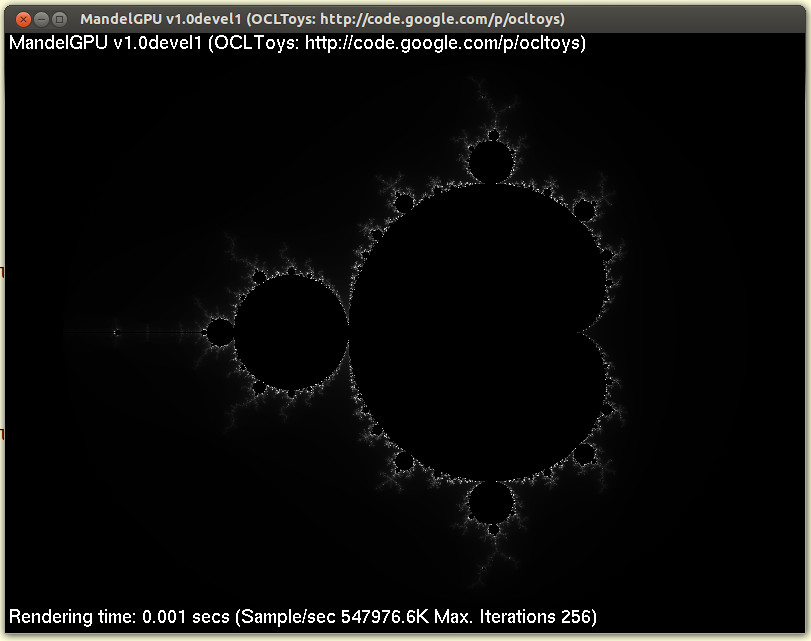 MandelGPU v1.0devel1 (OCLToys: http://code.google.com/p/ocltoys)
MandelGPU v1.0devel1 (OCLToys: http://code.google.com/p/ocltoys)
Rendering time: 0.001 secs (Sample/sec 547976.6K Max. Iterations 256)